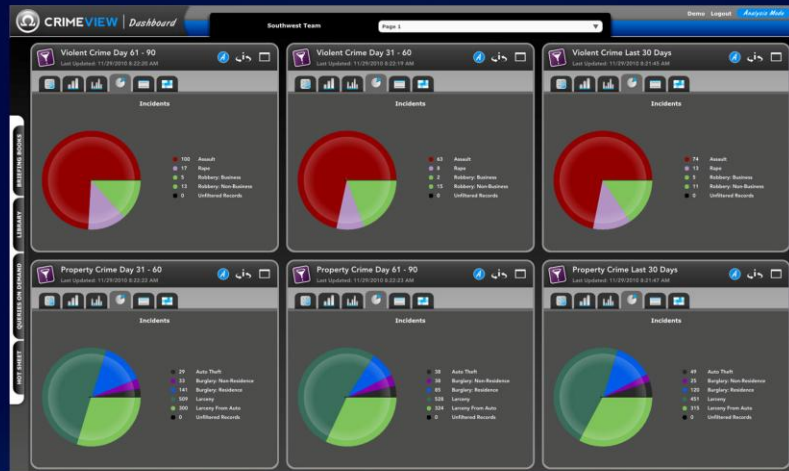 CRIMEVIEW | Dashboard
Southwest Team
Page 1
Demo Logout Analysis Mode
BRIEFING BOOKS
LIBRARY
QUERIES ON DEMAND
HOT SHEET
Violent Crime Day 61 - 90
Last Updated: 11/29/2010 8:22:20 AM
Incidents
100 Assault
17 Rape
5 Robbery: Business
13 Robbery: Non-Business
0 Unfiltered Records
Violent Crime Day 31 - 60
Last Updated: 11/29/2010 8:22:19 AM
Incidents
63 Assault
8 Rape
2 Robbery: Business
15 Robbery: Non-Business
0 Unfiltered Records
Violent Crime Last 30 Days
Last Updated: 11/29/2010 8:21:45 AM
Incidents
74 Assault
13 Rape
5 Robbery: Business
11 Robbery: Non-Business
0 Unfiltered Records
Property Crime Day 31 - 60
Last Updated: 11/29/2010 8:22:22 AM
Incidents
29 Auto Theft
33 Burglary: Non-Residence
141 Burglary: Residence
509 Larceny
300 Larceny From Auto
0 Unfiltered Records
Property Crime Day 61 - 90
Last Updated: 11/29/2010 8:22:23 AM
Incidents
38 Auto Theft
38 Burglary: Non-Residence
85 Burglary: Residence
528 Larceny
324 Larceny From Auto
0 Unfiltered Records
Property Crime Last 30 Days
Last Updated: 11/29/2010 8:21:47 AM
Incidents
49 Auto Theft
25 Burglary: Non-Residence
120 Burglary: Residence
451 Larceny
315 Larceny From Auto
0 Unfiltered Records